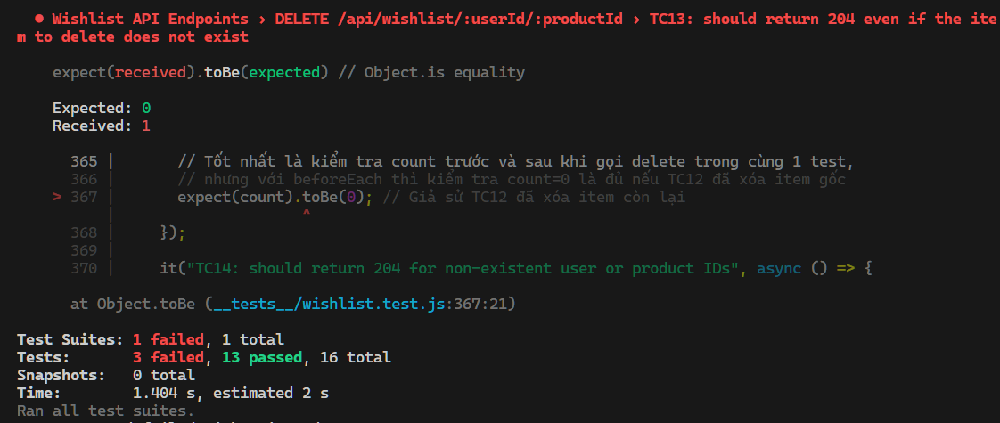 ● Wishlist API Endpoints › DELETE /api/wishlist/:userId/:productId › TC13: should return 204 even if the ite
m to delete does not exist
expect(received).toBe(expected) // Object.is equality
Expected: 0
Received: 1
365 |       // Tốt nhất là kiểm tra count trước và sau khi gọi delete trong cùng 1 test,
366 |       // nhưng với beforeEach thì kiểm tra count=0 là đủ nếu TC12 đã xóa item gốc
> 367 |       expect(count).toBe(0); // Giả sử TC12 đã xóa item còn lại
|                     ^
368 |     });
369 |
370 |     it("TC14: should return 204 for non-existent user or product IDs", async () => {
at Object.toBe (__tests__/wishlist.test.js:367:21)
Test Suites: 1 failed, 1 total
Tests:       3 failed, 13 passed, 16 total
Snapshots:   0 total
Time:        1.404 s, estimated 2 s
Ran all test suites.